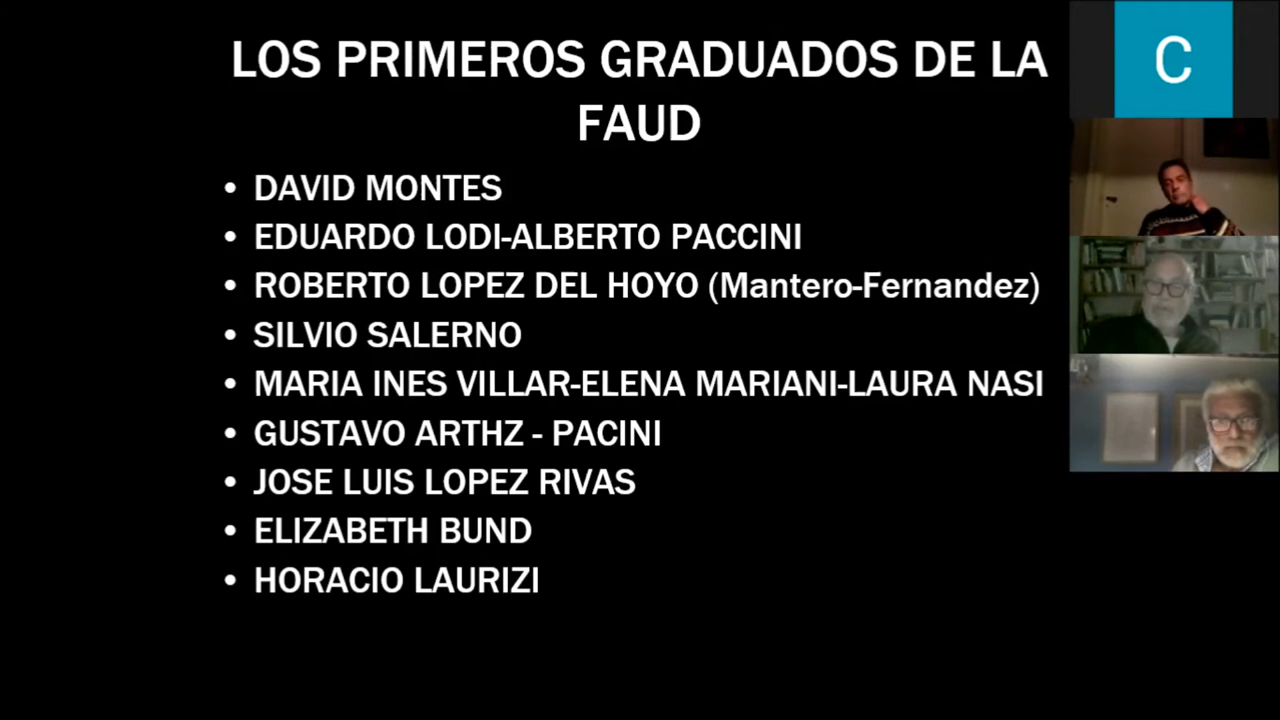 LOS PRIMEROS GRADUADOS DE LA
FAUD
• DAVID MONTES
• EDUARDO LODI-ALBERTO PACCINI
• ROBERTO LOPEZ DEL HOYO (Mantero-Fernandez)
• SILVIO SALERNO
• MARIA INES VILLAR-ELENA MARIANI-LAURA NASI
• GUSTAVO ARTHZ - PACINI
• JOSE LUIS LOPEZ RIVAS
• ELIZABETH BUND
• HORACIO LAURIZI
C